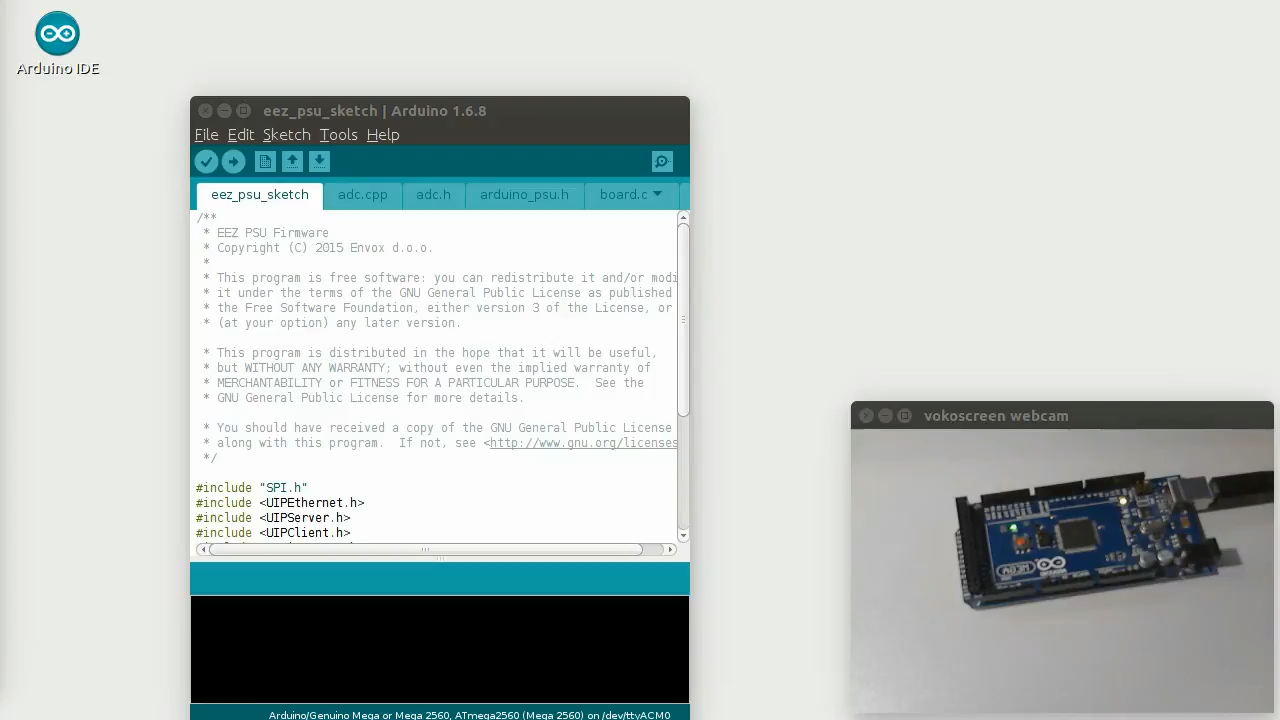 Arduino IDE
eez_psu_sketch | Arduino 1.6.8
File Edit Sketch Tools Help
eez_psu_sketch adc.cpp adc.h arduino_psu.h board.c
/**
* EEZ PSU Firmware
* Copyright (C) 2015 Envox d.o.o.
*
* This program is free software: you can redistribute it and/or modi
* it under the terms of the GNU General Public License as published
* the Free Software Foundation, either version 3 of the License, or
* (at your option) any later version.
* This program is distributed in the hope that it will be useful,
* but WITHOUT ANY WARRANTY; without even the implied warranty of
* MERCHANTABILITY or FITNESS FOR A PARTICULAR PURPOSE. See the
* GNU General Public License for more details.
* You should have received a copy of the GNU General Public License
* along with this program. If not, see <http://www.gnu.org/licenses
*/
#include "SPI.h"
#include <UIPEthernet.h>
#include <UIPServer.h>
#include <UIPClient.h>
Arduino/Genuino Mega or Mega 2560, ATmega2560 (Mega 2560) on /dev/ttyACM0
vokoscreen webcam
MEGA